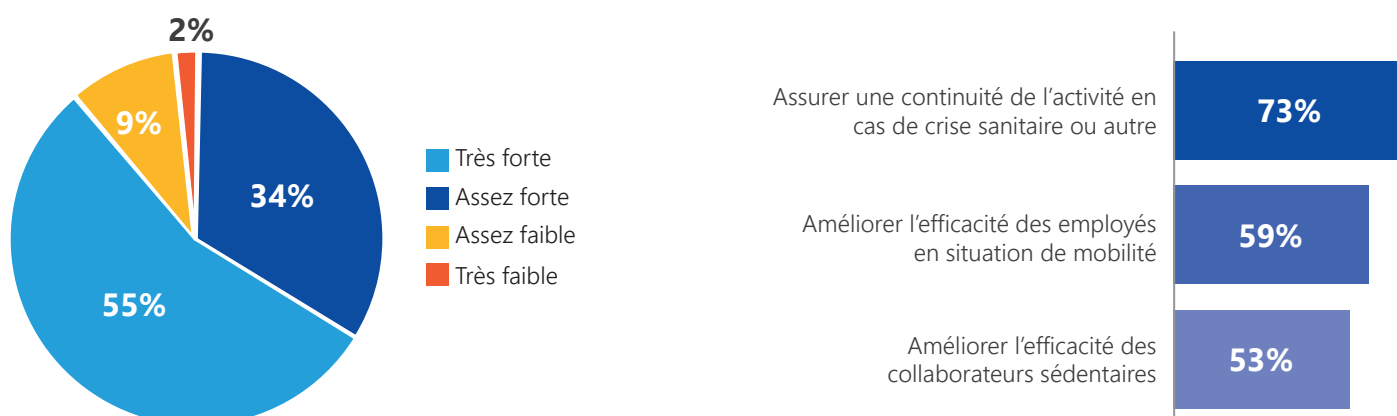 2%
9%
34%
55%
Très forte
Assez forte
Assez faible
Très faible
Assurer une continuité de l’activité en
cas de crise sanitaire ou autre
73%
Améliorer l’efficacité des employés
en situation de mobilité
59%
Améliorer l’efficacité des
collaborateurs sédentaires
53%